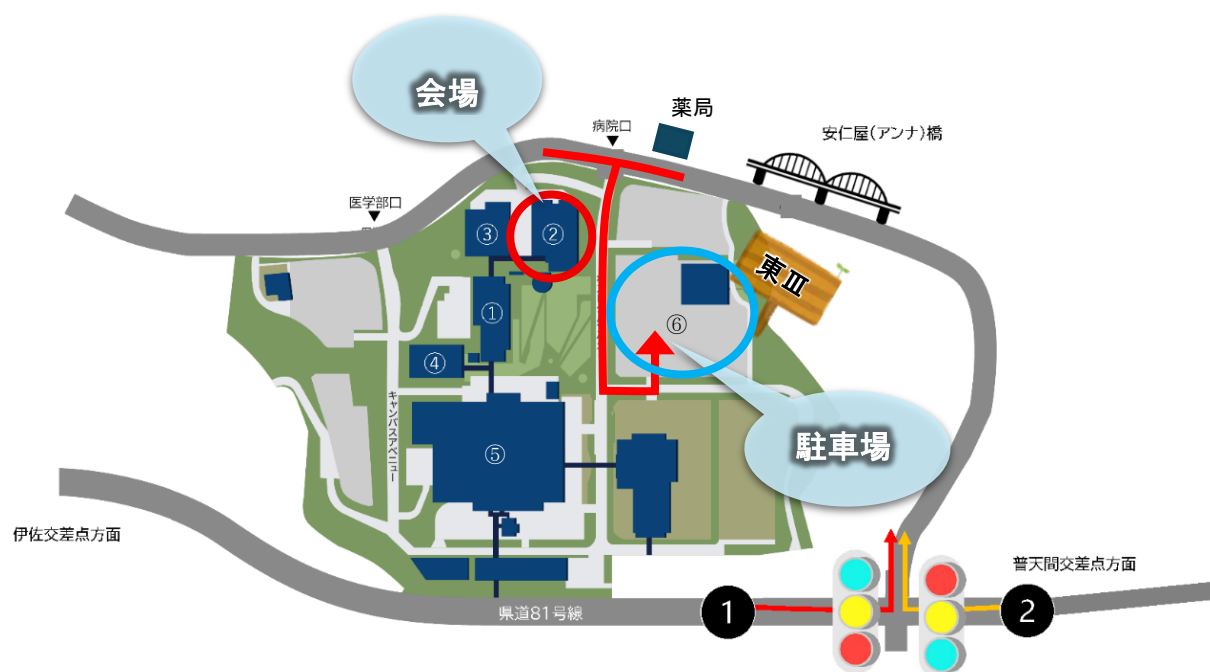 会場
薬局
病院口
安仁屋(アンナ)橋
医学部口
③
②
東Ⅲ
①
⑥
④
キャンパスアベニュー
駐車場
⑤
伊佐交差点方面
普天間交差点方面
県道81号線
1
2